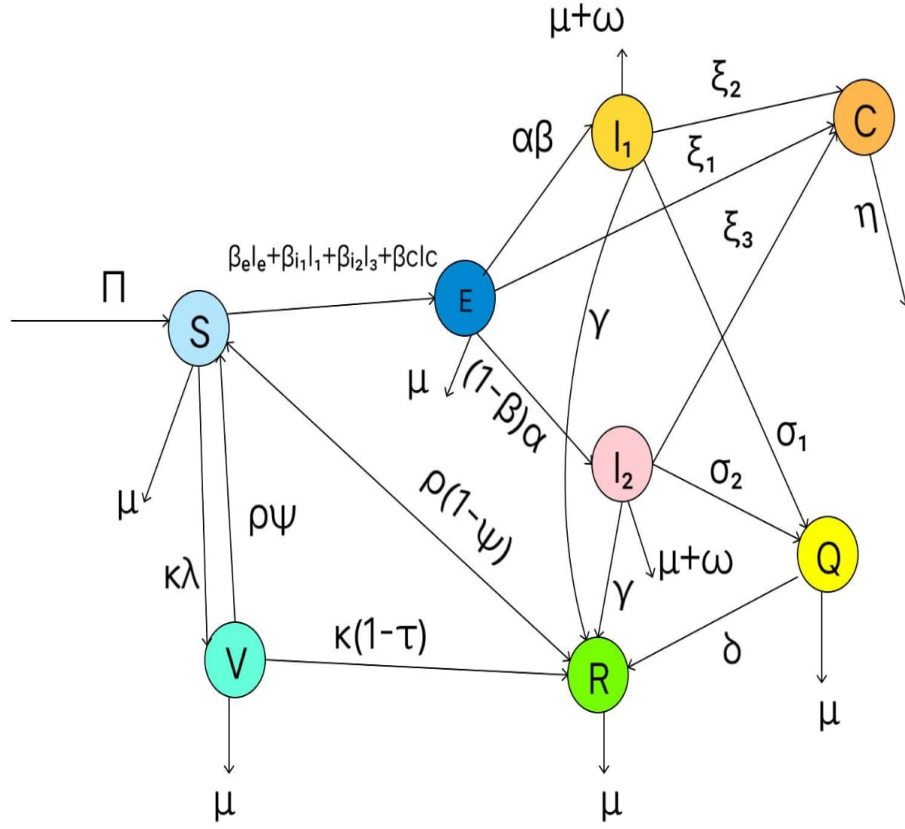 μ+ω
ξ₂
I₁
C
αβ
ξ₁
η
ξ₃
βₑIₑ+βi₁I₁+βi₂I₃+βcIc
Π
S
E
γ
μ
(1-β)α
I₂
σ₁
σ₂
ρ(1-ψ)
μ
ρψ
Q
μ+ω
κλ
γ
κ(1-τ)
V
R
δ
μ
μ
μ